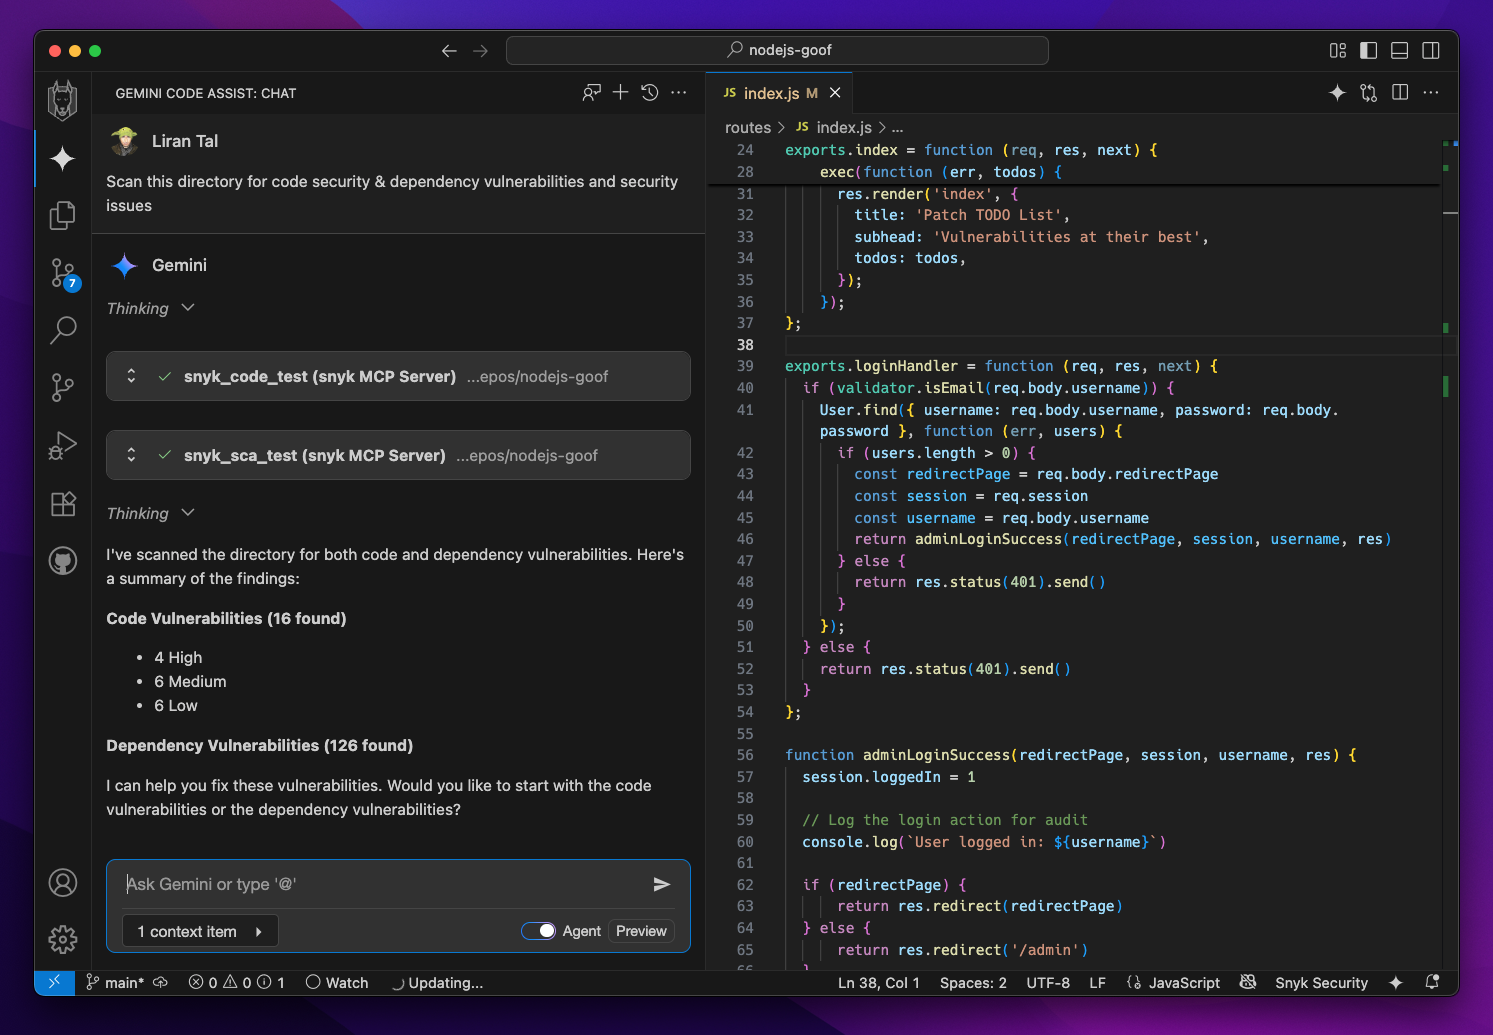 nodejs-goof
GEMINI CODE ASSIST: CHAT
Liran Tal
Scan this directory for code security & dependency vulnerabilities and security
issues
Gemini
Thinking
snyk_code_test (snyk MCP Server) ...epos/nodejs-goof
snyk_sca_test (snyk MCP Server) ...epos/nodejs-goof
Thinking
I've scanned the directory for both code and dependency vulnerabilities. Here's
a summary of the findings:
Code Vulnerabilities (16 found)
• 4 High
• 6 Medium
• 6 Low
Dependency Vulnerabilities (126 found)
I can help you fix these vulnerabilities. Would you like to start with the code
vulnerabilities or the dependency vulnerabilities?
Ask Gemini or type '@'
1 context item
Agent Preview
7
JS index.js M
routes > JS index.js > ...
24 exports.index = function (req, res, next) {
28 exec(function (err, todos) {
31 res.render('index', {
32 title: 'Patch TODO List',
33 subhead: 'Vulnerabilities at their best',
34 todos: todos,
35 });
36 });
37 };
38
39 exports.loginHandler = function (req, res, next) {
40 if (validator.isEmail(req.body.username)) {
41 User.find({ username: req.body.username, password: req.body.
password }, function (err, users) {
42 if (users.length > 0) {
43 const redirectPage = req.body.redirectPage
44 const session = req.session
45 const username = req.body.username
46 return adminLoginSuccess(redirectPage, session, username, res)
47 } else {
48 return res.status(401).send()
49 }
50 });
51 } else {
52 return res.status(401).send()
53 }
54 };
55
56 function adminLoginSuccess(redirectPage, session, username, res) {
57 session.loggedIn = 1
58
59 // Log the login action for audit
60 console.log(`User logged in: ${username}`)
61
62 if (redirectPage) {
63 return res.redirect(redirectPage)
64 } else {
65 return res.redirect('/admin')
66 }
main* 0 0 1 Watch Updating... Ln 38, Col 1 Spaces: 2 UTF-8 LF JavaScript Snyk Security